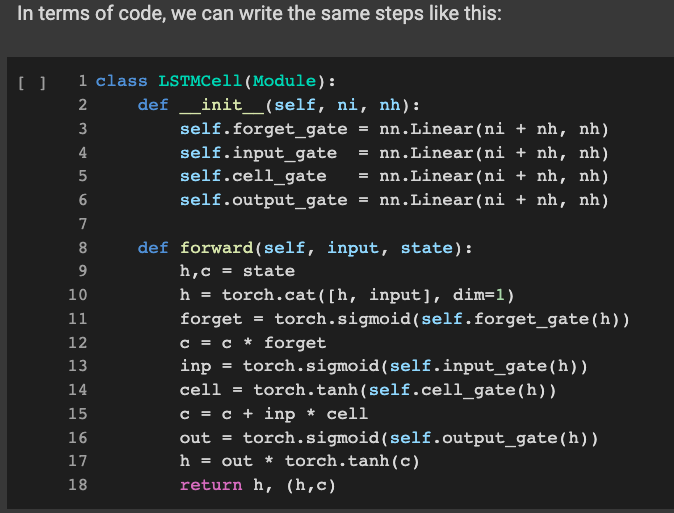 In terms of code, we can write the same steps like this:
[ ] 1 class LSTMCell(Module):
2     def __init__(self, ni, nh):
3         self.forget_gate = nn.Linear(ni + nh, nh)
4         self.input_gate  = nn.Linear(ni + nh, nh)
5         self.cell_gate   = nn.Linear(ni + nh, nh)
6         self.output_gate = nn.Linear(ni + nh, nh)
7
8     def forward(self, input, state):
9         h,c = state
10         h = torch.cat([h, input], dim=1)
11         forget = torch.sigmoid(self.forget_gate(h))
12         c = c * forget
13         inp = torch.sigmoid(self.input_gate(h))
14         cell = torch.tanh(self.cell_gate(h))
15         c = c + inp * cell
16         out = torch.sigmoid(self.output_gate(h))
17         h = out * torch.tanh(c)
18         return h, (h,c)